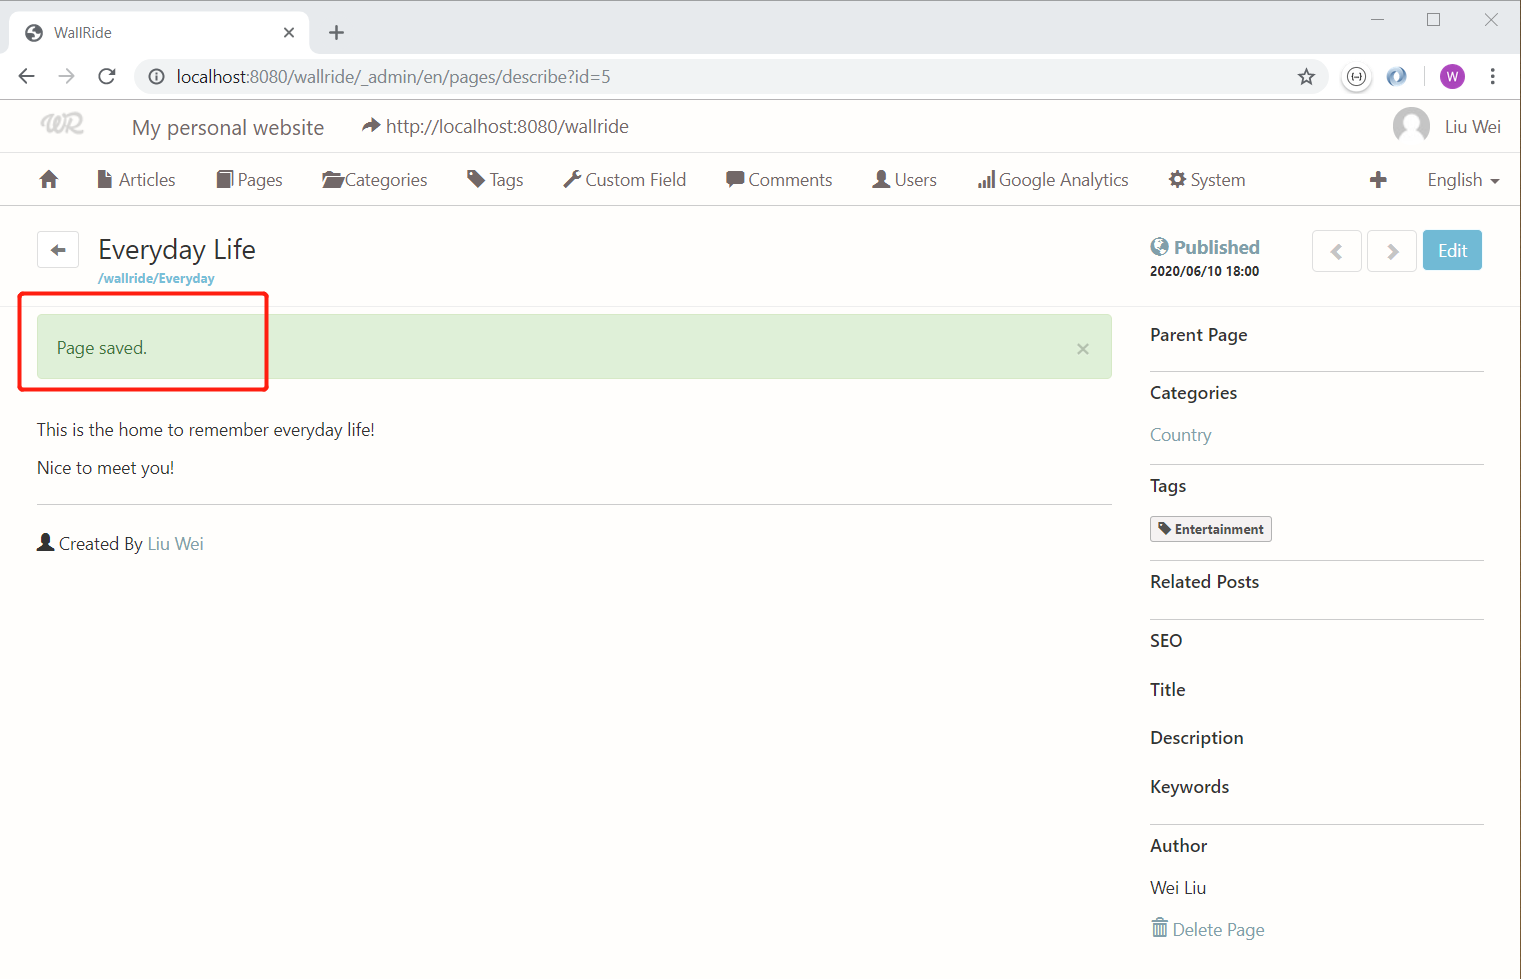 WallRide
localhost:8080/wallride/_admin/en/pages/describe?id=5
W
WR
My personal website
http://localhost:8080/wallride
Liu Wei
Articles
Pages
Categories
Tags
Custom Field
Comments
Users
Google Analytics
System
English
Everyday Life
/wallride/Everyday
Published
2020/06/10 18:00
Edit
Page saved.
×
This is the home to remember everyday life!
Nice to meet you!
Created By Liu Wei
Parent Page
Categories
Country
Tags
Entertainment
Related Posts
SEO
Title
Description
Keywords
Author
Wei Liu
Delete Page